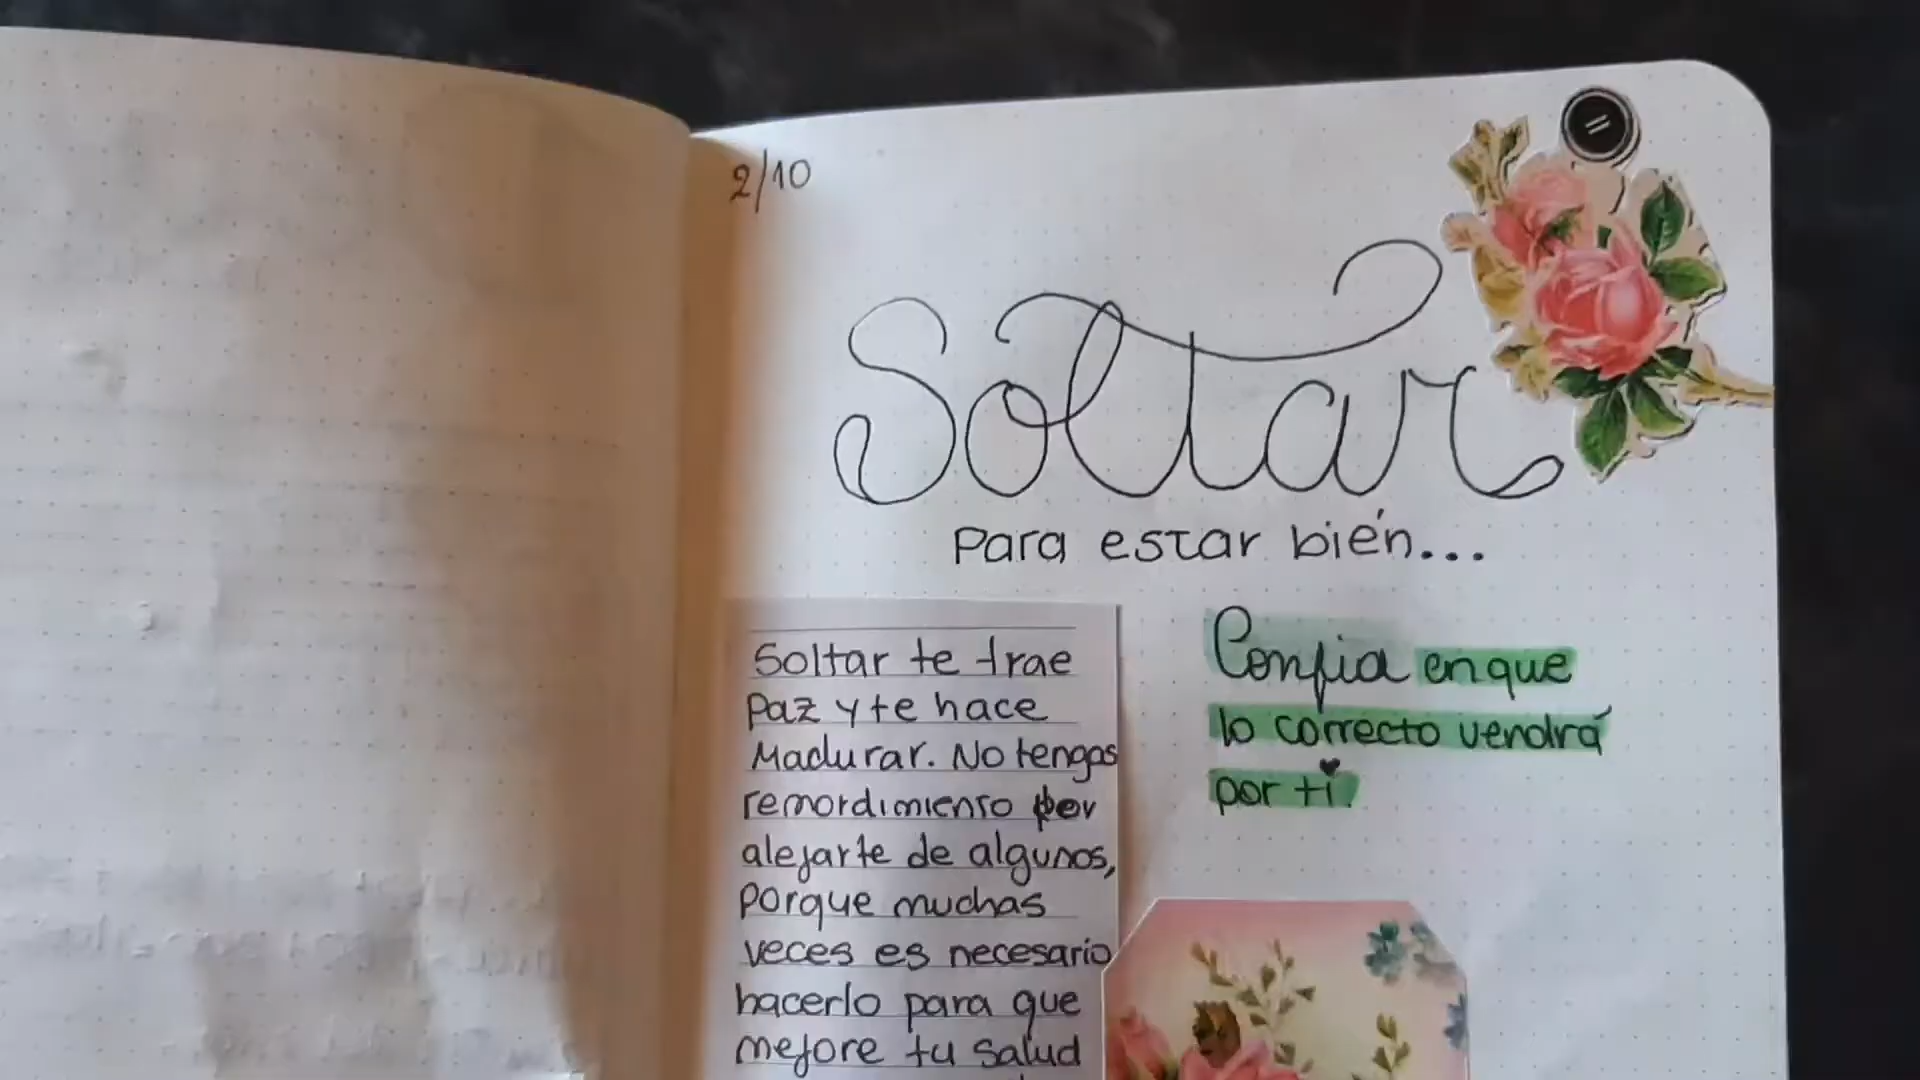 2/10
Soltar
Para estar bién...
Soltar te trae
Paz y te hace
Madurar. No tengas
remordimiento por
alejarte de algunos,
Porque muchas
veces es necesario
hacerlo para que
mejore tu salud
Confia en que
lo correcto vendrá
por ti.